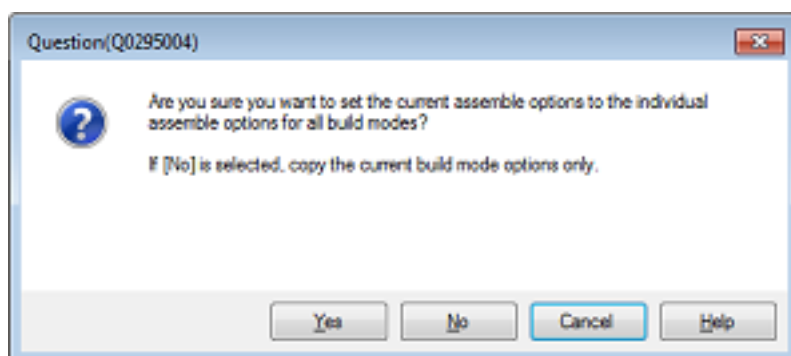 Question(Q0295004)
Are you sure you want to set the current assemble options to the individual
assemble options for all build modes?
If [No] is selected, copy the current build mode options only.
Yes No Cancel Help